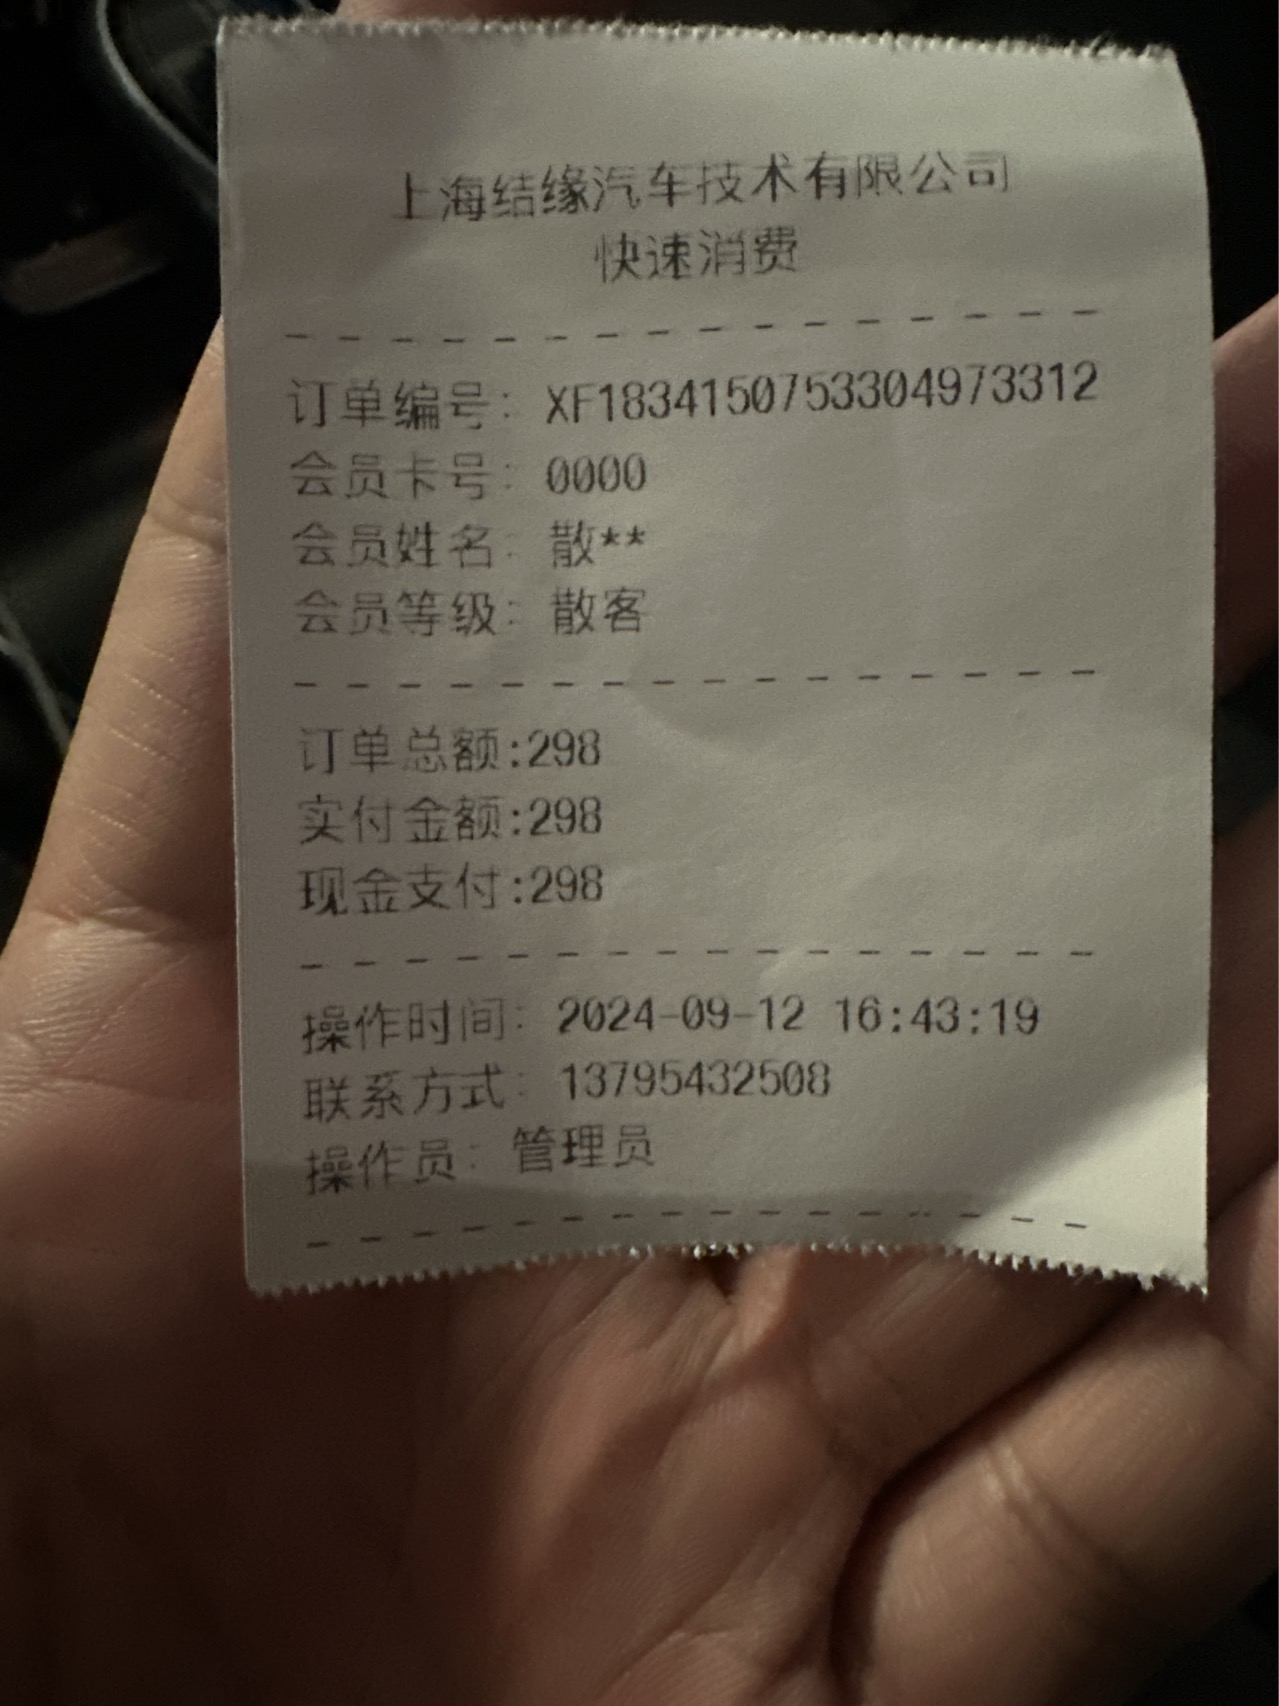 上海结缘汽车技术有限公司
快速消费
订单编号: XF1834150753304973312
会员卡号: 0000
会员姓名: 散**
会员等级: 散客
订单总额:298
实付金额:298
现金支付:298
操作时间: 2024-09-12 16:43:19
联系方式: 13795432508
操作员: 管理员